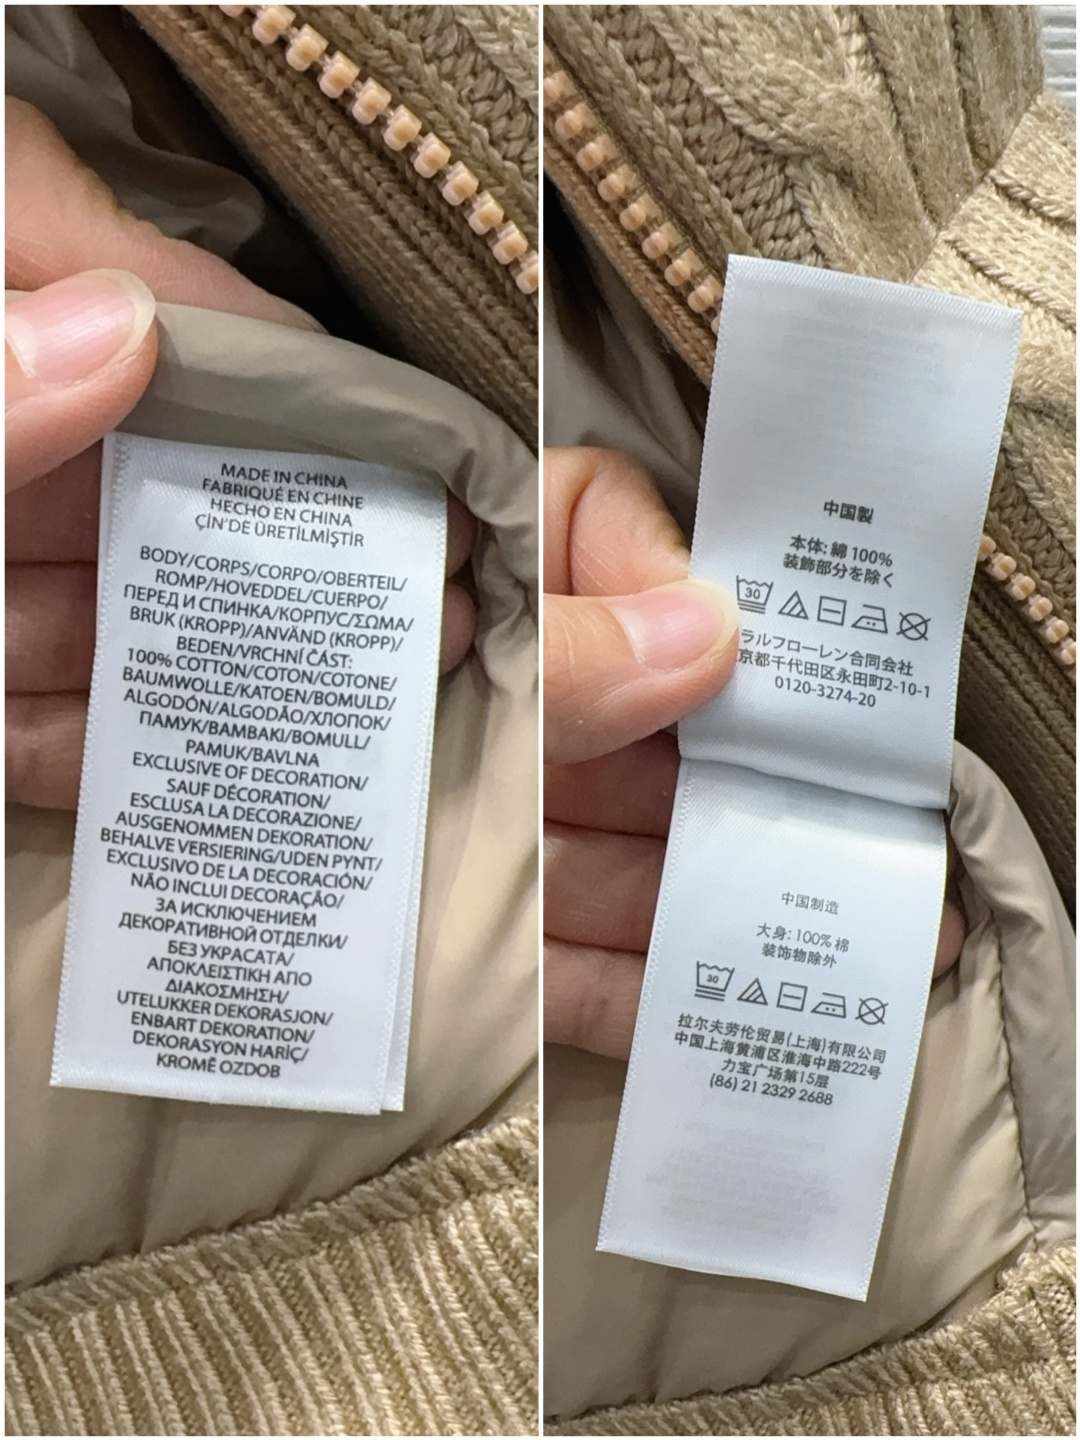 MADE IN CHINA
FABRIQUÉ EN CHINE
HECHO EN CHINA
ÇİN'DE ÜRETİLMİŞTİR
BODY/CORPS/CORPO/OBERTEIL/
ROMP/HOVEDDEL/CUERPO/
ПЕРЕД И СПИНКА/КОРПУС/ΣΩΜΑ/
BRUK (KROPP)/ANVÄND (KROPP)/
BEDEN/VRCHNÍ ČÁST:
100% COTTON/COTON/COTONE/
BAUMWOLLE/KATOEN/BOMULD/
ALGODÓN/ALGODÃO/ХЛОПОК/
ПАМУК/ΒΑΜΒΑΚΙ/BOMULL/
PAMUK/BAVLNA
EXCLUSIVE OF DECORATION/
SAUF DÉCORATION/
ESCLUSA LA DECORAZIONE/
AUSGENOMMEN DEKORATION/
BEHALVE VERSIERING/UDEN PYNT/
EXCLUSIVO DE LA DECORACIÓN/
NÃO INCLUI DECORAÇÃO/
ЗА ИСКЛЮЧЕНИЕМ
ДЕКОРАТИВНОЙ ОТДЕЛКИ/
БЕЗ УКРАСАТА/
ΑΠΟΚΛΕΙΣΤΙΚΗ ΑΠΟ
ΔΙΑΚΟΣΜΗΣΗ/
UTELUKKER DEKORASJON/
ENBART DEKORATION/
DEKORASYON HARİÇ/
KROMĚ OZDOB
中国製
本体: 綿 100%
装飾部分を除く
30
ラルフローレン合同会社
京都千代田区永田町2-10-1
0120-3274-20
中国制造
大身: 100% 棉
装饰物除外
30
拉尔夫劳伦贸易(上海)有限公司
中国上海黄浦区淮海中路222号
力宝广场第15层
(86) 21 2329 2688